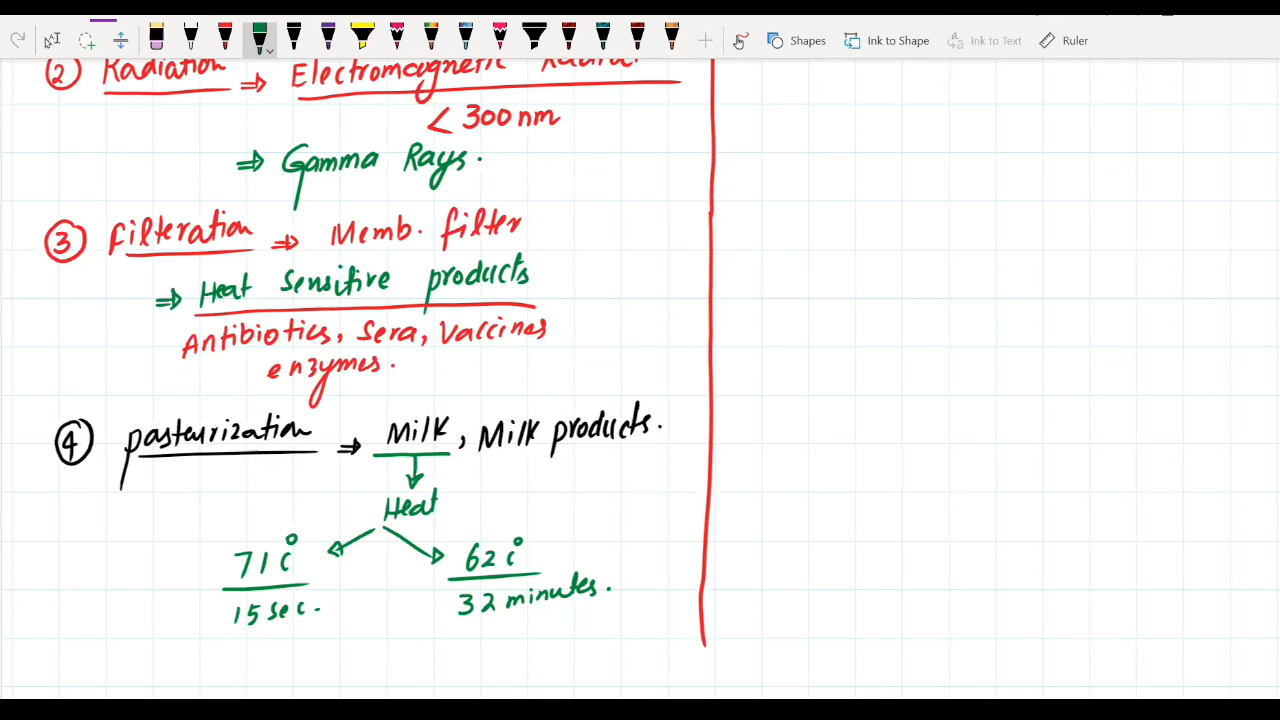 Shapes Ink to Shape Ink to Text Ruler
② Radiation ⇒ Electromagnetic
< 300 nm
⇒ Gamma Rays.
③ Filteration ⇒ Memb. filter
⇒ Heat Sensitive products
Antibiotics, Sera, Vaccines
enzymes.
④ pasteurization ⇒ Milk, Milk products.
Heat
71 c° 62 c°
15 sec. 32 minutes.